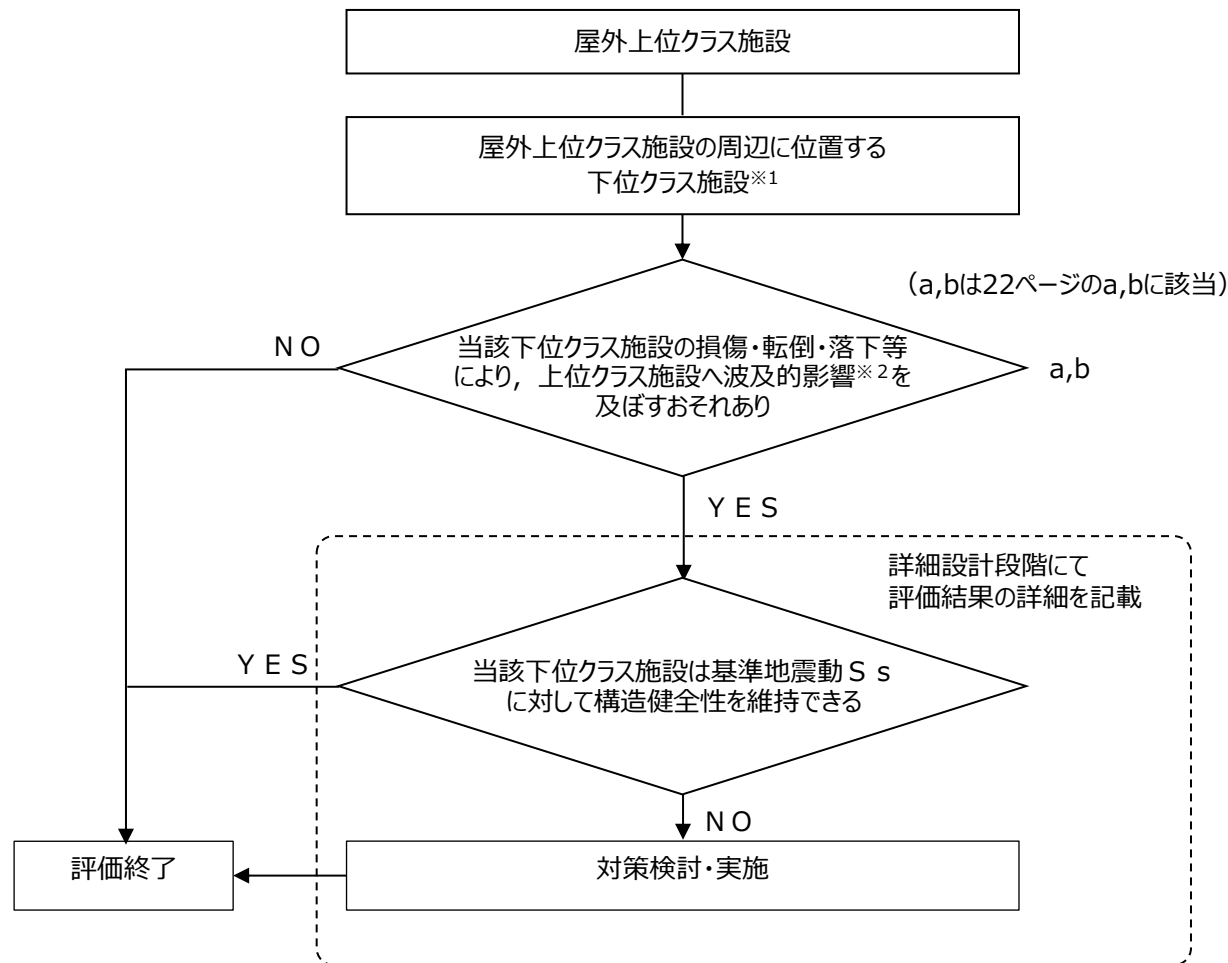 屋外上位クラス施設
屋外上位クラス施設の周辺に位置する
下位クラス施設※1
（a,bは22ページのa,bに該当）
ＮＯ
当該下位クラス施設の損傷・転倒・落下等
により，上位クラス施設へ波及的影響※２を
及ぼすおそれあり
a,b
ＹＥＳ
詳細設計段階にて
評価結果の詳細を記載
ＹＥＳ
当該下位クラス施設は基準地震動Ｓｓ
に対して構造健全性を維持できる
ＮＯ
評価終了
対策検討・実施